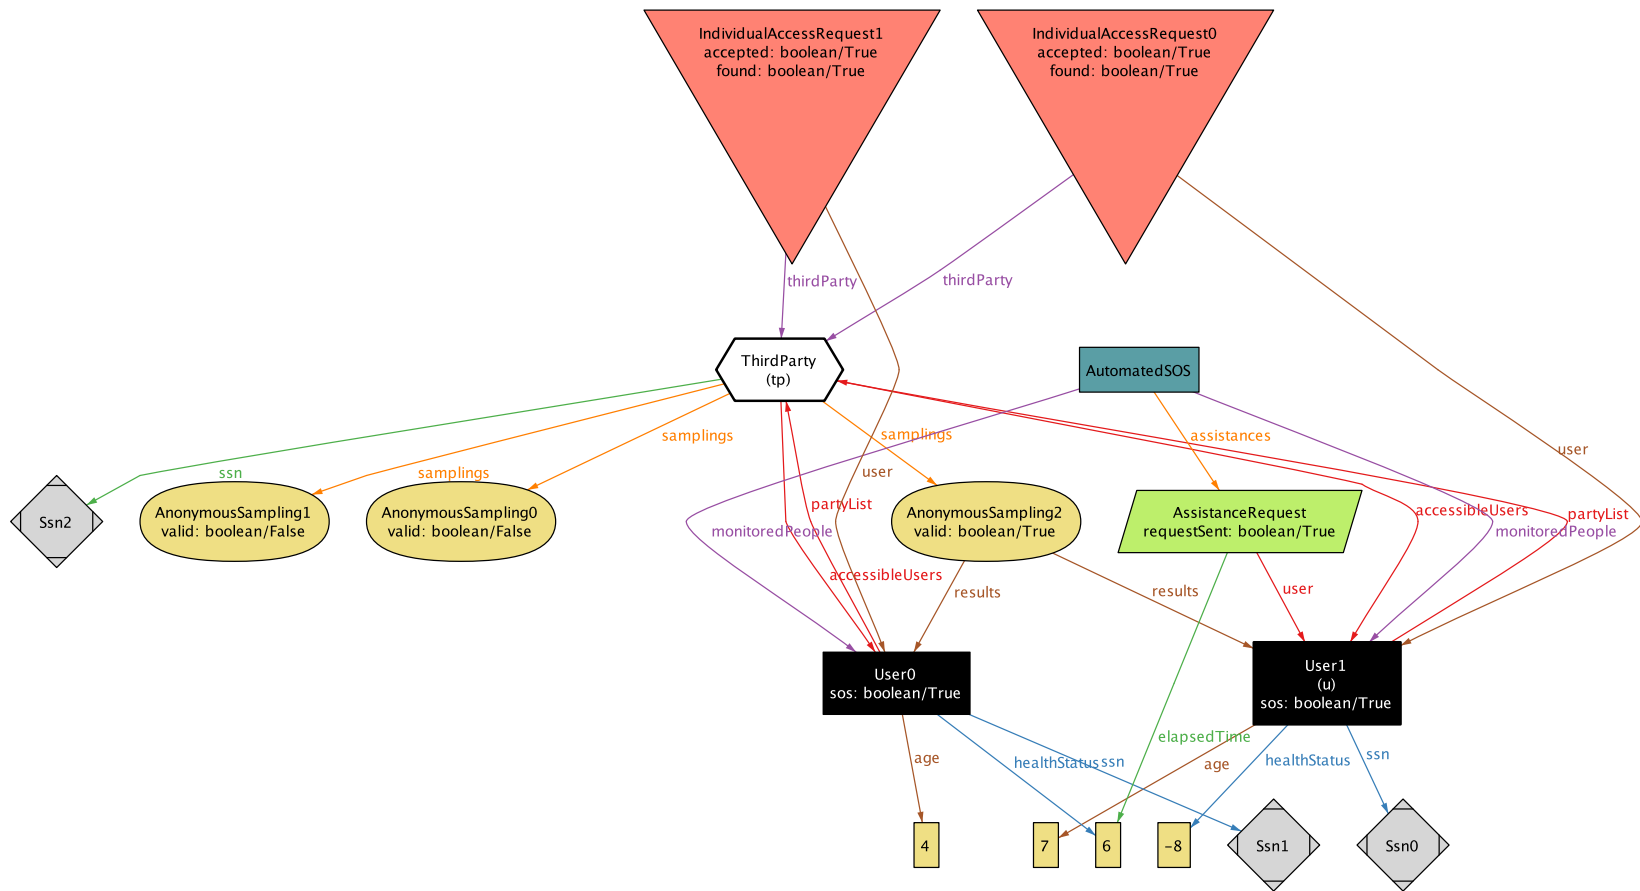 IndividualAccessRequest1
accepted: boolean/True
found: boolean/True
IndividualAccessRequest0
accepted: boolean/True
found: boolean/True
thirdParty
thirdParty
ThirdParty
(tp)
AutomatedSOS
samplings
samplings
assistances
user
ssn
samplings
user
partyList
accessibleUsers
partyList
monitoredPeople
monitoredPeople
Ssn2
AnonymousSampling1
valid: boolean/False
AnonymousSampling0
valid: boolean/False
AnonymousSampling2
valid: boolean/True
AssistanceRequest
requestSent: boolean/True
accessibleUsers
results
results
user
User0
sos: boolean/True
User1
(u)
sos: boolean/True
elapsedTime
age
healthStatus
ssn
age
healthStatus
ssn
4
7
6
-8
Ssn1
Ssn0